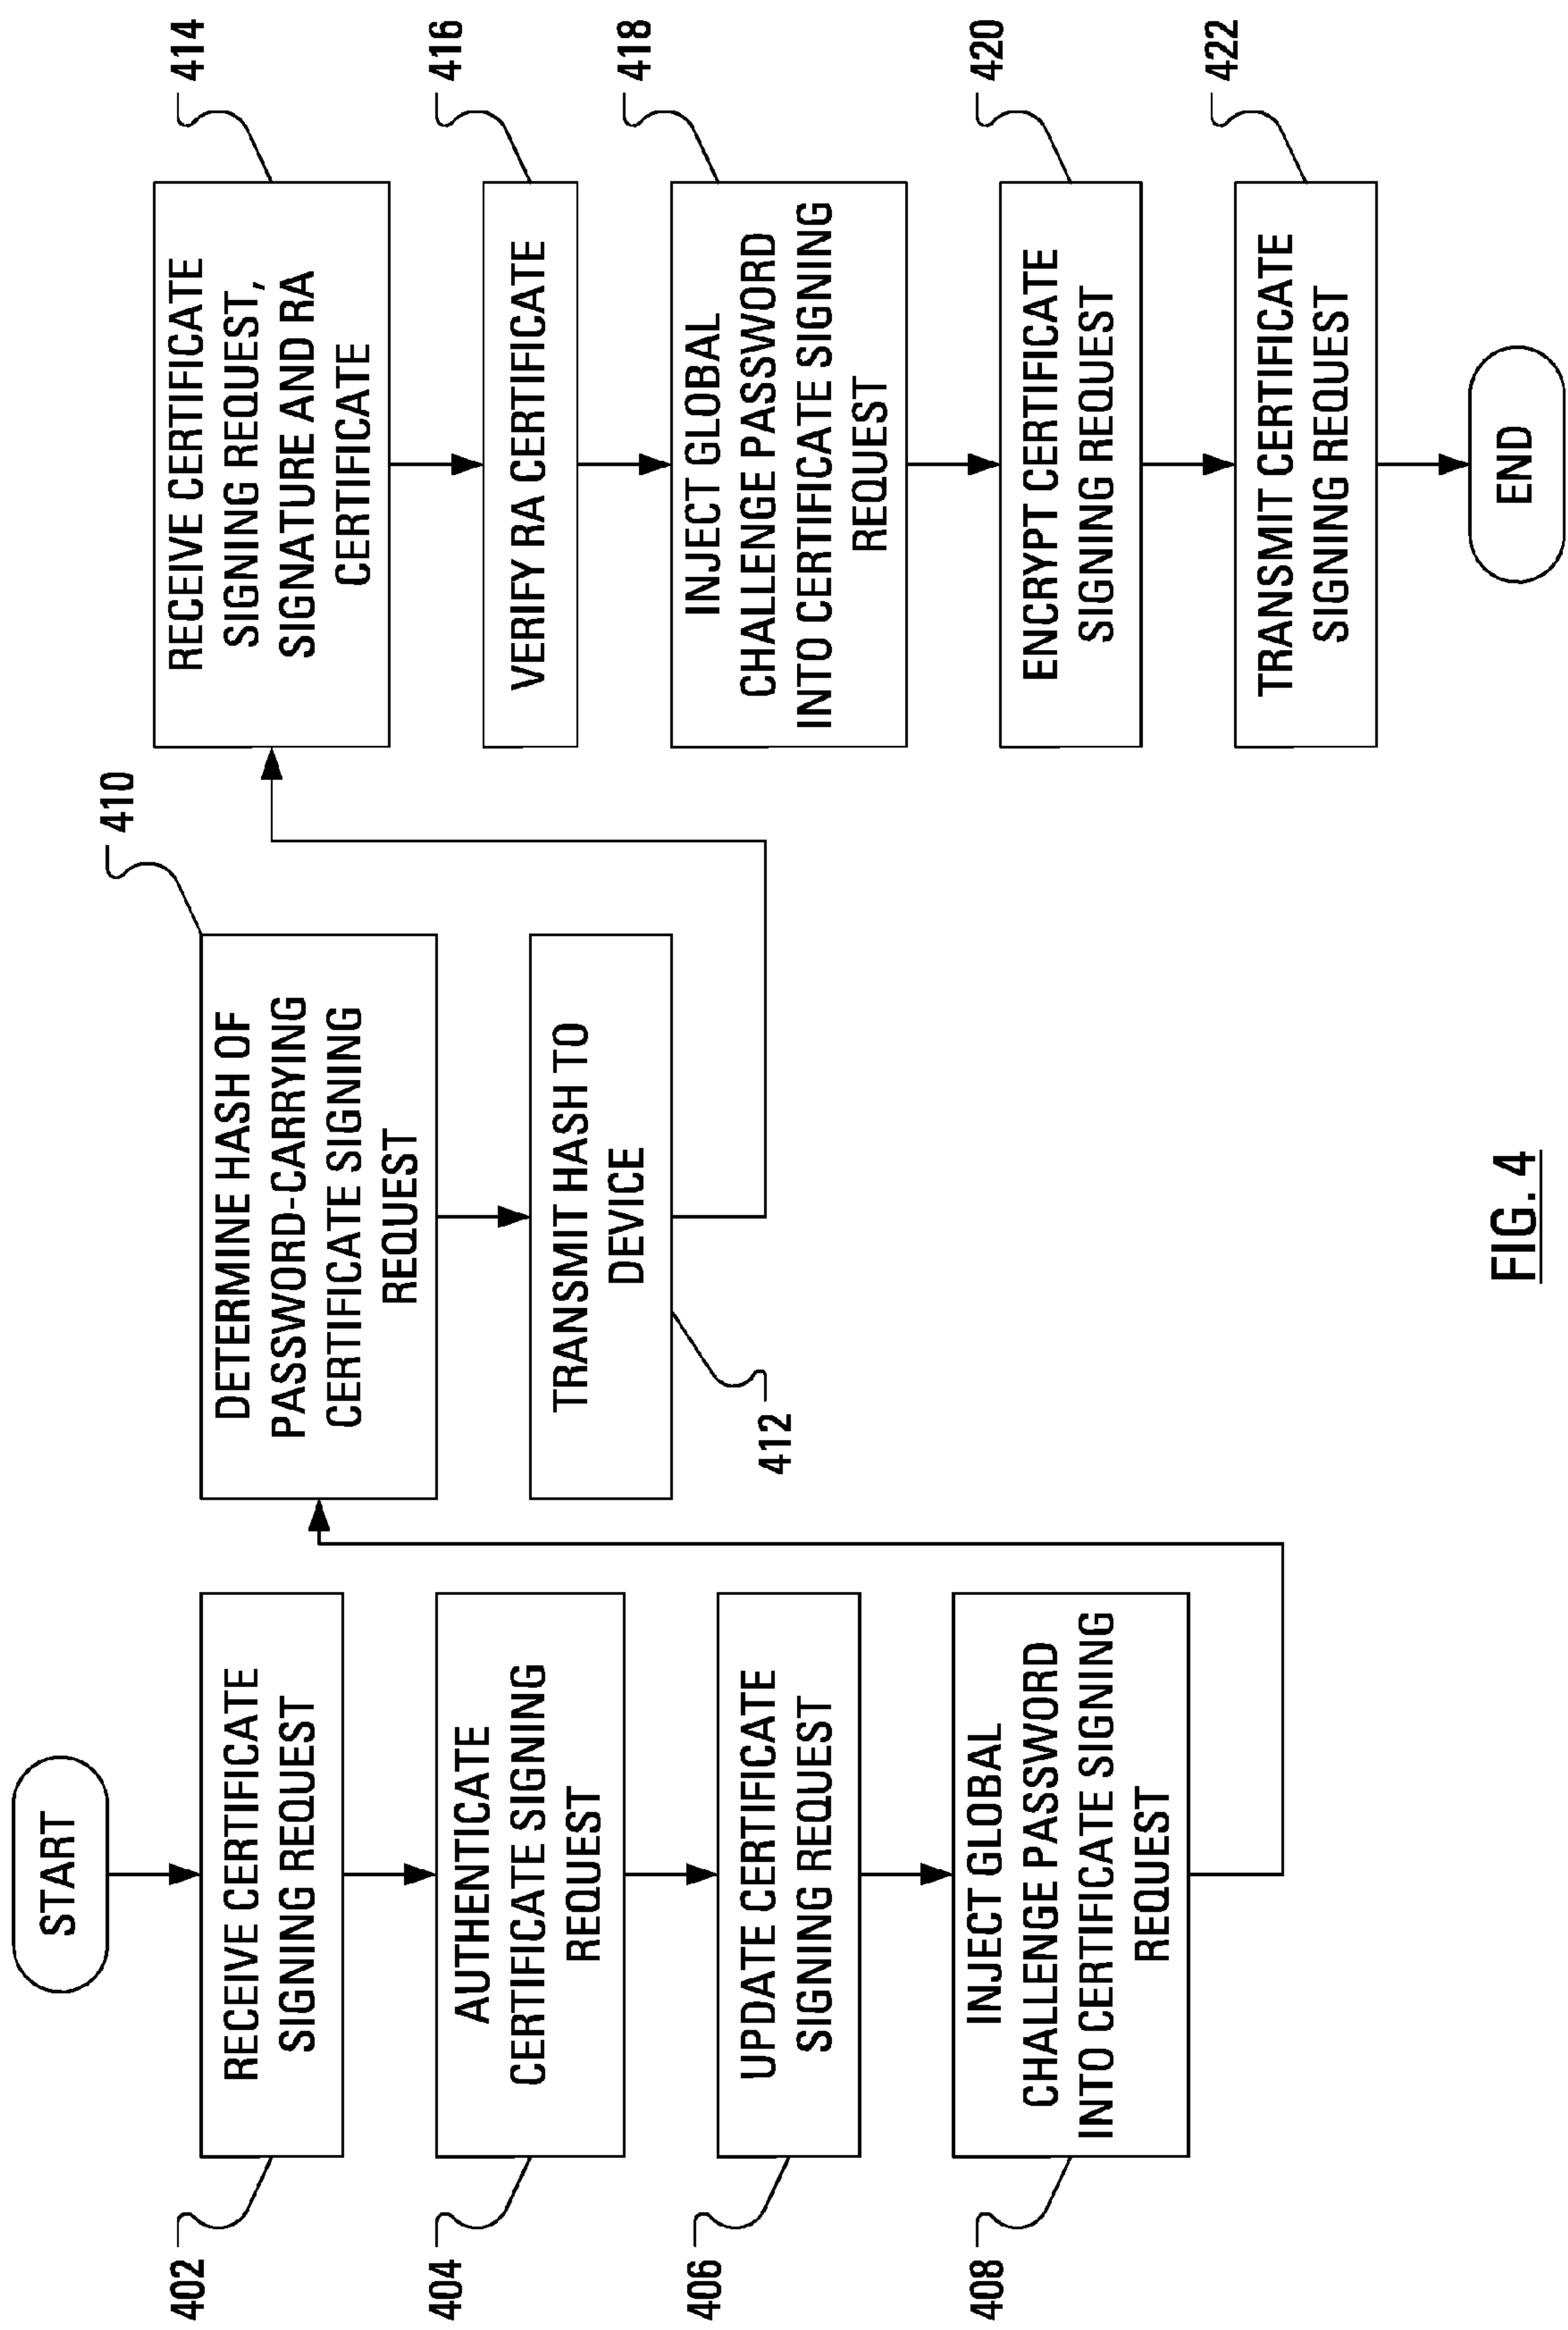 START
RECEIVE CERTIFICATE
SIGNING REQUEST
402
AUTHENTICATE
CERTIFICATE SIGNING
REQUEST
404
UPDATE CERTIFICATE
SIGNING REQUEST
406
INJECT GLOBAL
CHALLENGE PASSWORD
INTO CERTIFICATE SIGNING
REQUEST
408
410
DETERMINE HASH OF
PASSWORD-CARRYING
CERTIFICATE SIGNING
REQUEST
TRANSMIT HASH TO
DEVICE
412
RECEIVE CERTIFICATE
SIGNING REQUEST,
SIGNATURE AND RA
CERTIFICATE
414
VERIFY RA CERTIFICATE
416
INJECT GLOBAL
CHALLENGE PASSWORD
INTO CERTIFICATE SIGNING
REQUEST
418
ENCRYPT CERTIFICATE
SIGNING REQUEST
420
TRANSMIT CERTIFICATE
SIGNING REQUEST
422
END
FIG. 4